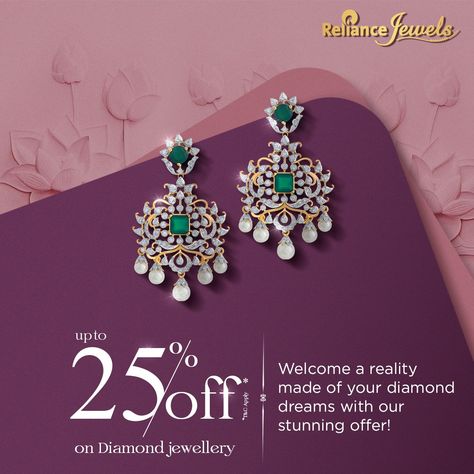 Reliance Jewels
upto
25% off*
*T&C Apply
on Diamond jewellery
Welcome a reality
made of your diamond
dreams with our
stunning offer!